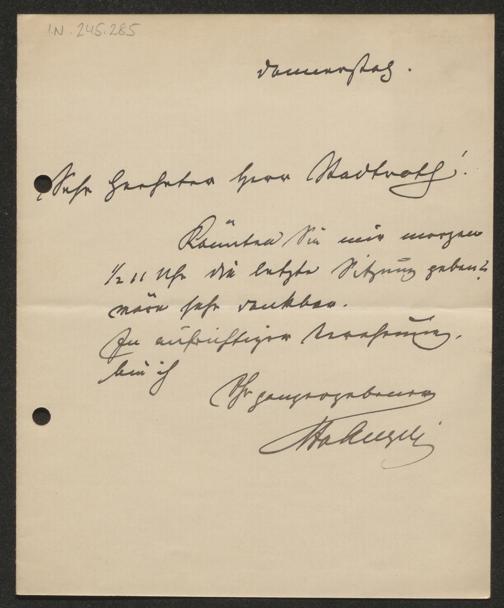 I.N. 245.285
Donnerstag.
Sehr geehrter Herr Stadtrath!
Könnten Sie mir morgen
½ 11 Uhr die letzte Sitzung geben?
wäre sehr dankbar.
In aufrichtiger Verehrung,
bin ich
Ihr ganz ergebener
HvAngeli